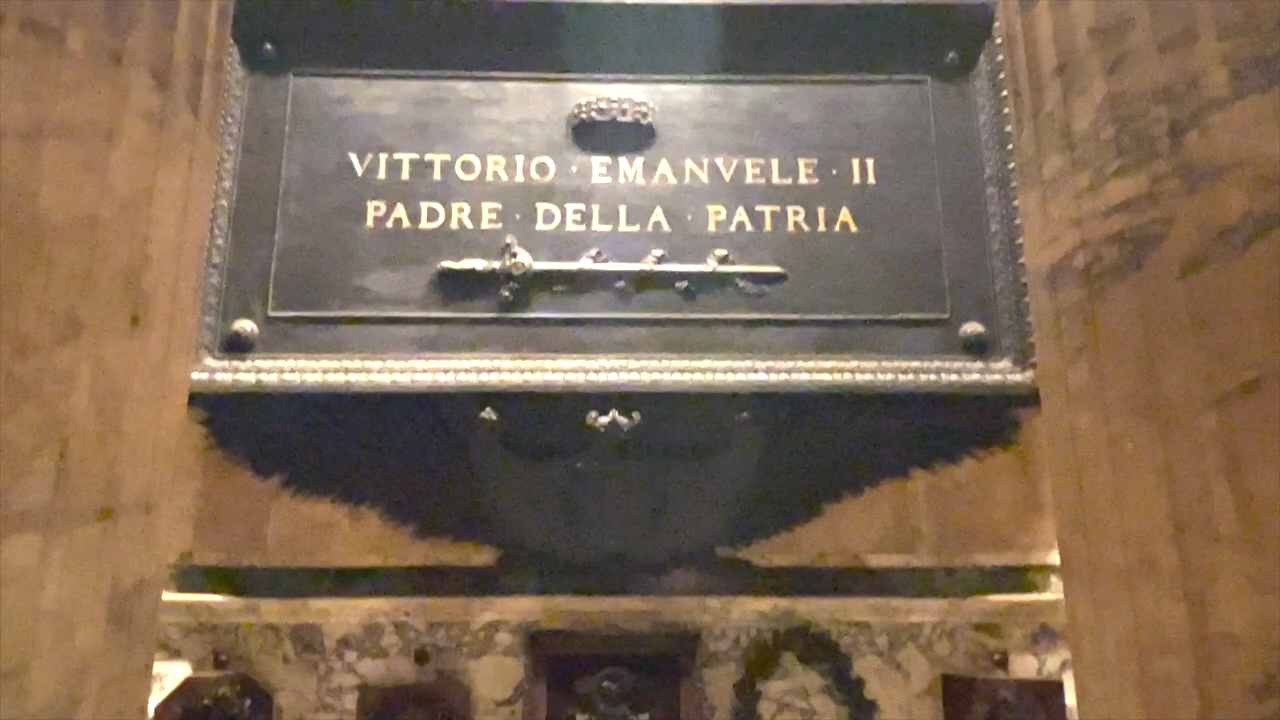 VITTORIO · EMANVELE · II
PADRE · DELLA · PATRIA